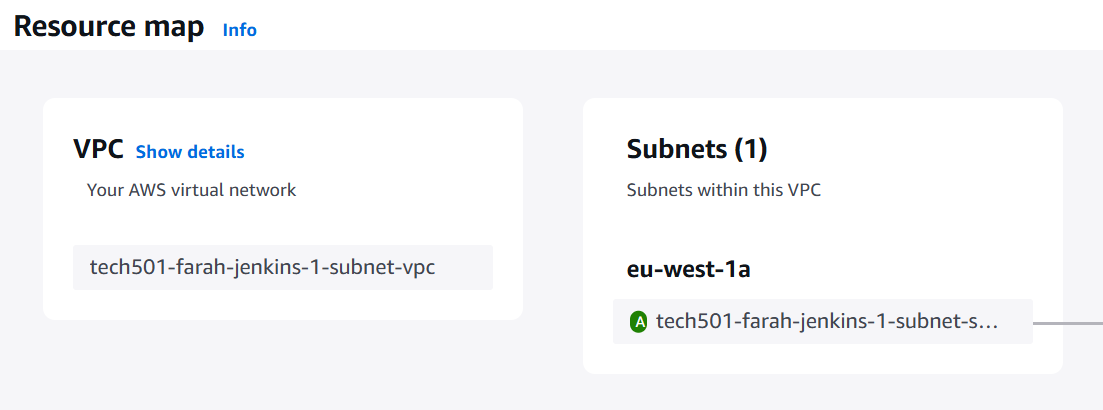 Resource map Info
VPC Show details
Your AWS virtual network
tech501-farah-jenkins-1-subnet-vpc
Subnets (1)
Subnets within this VPC
eu-west-1a
A tech501-farah-jenkins-1-subnet-s...